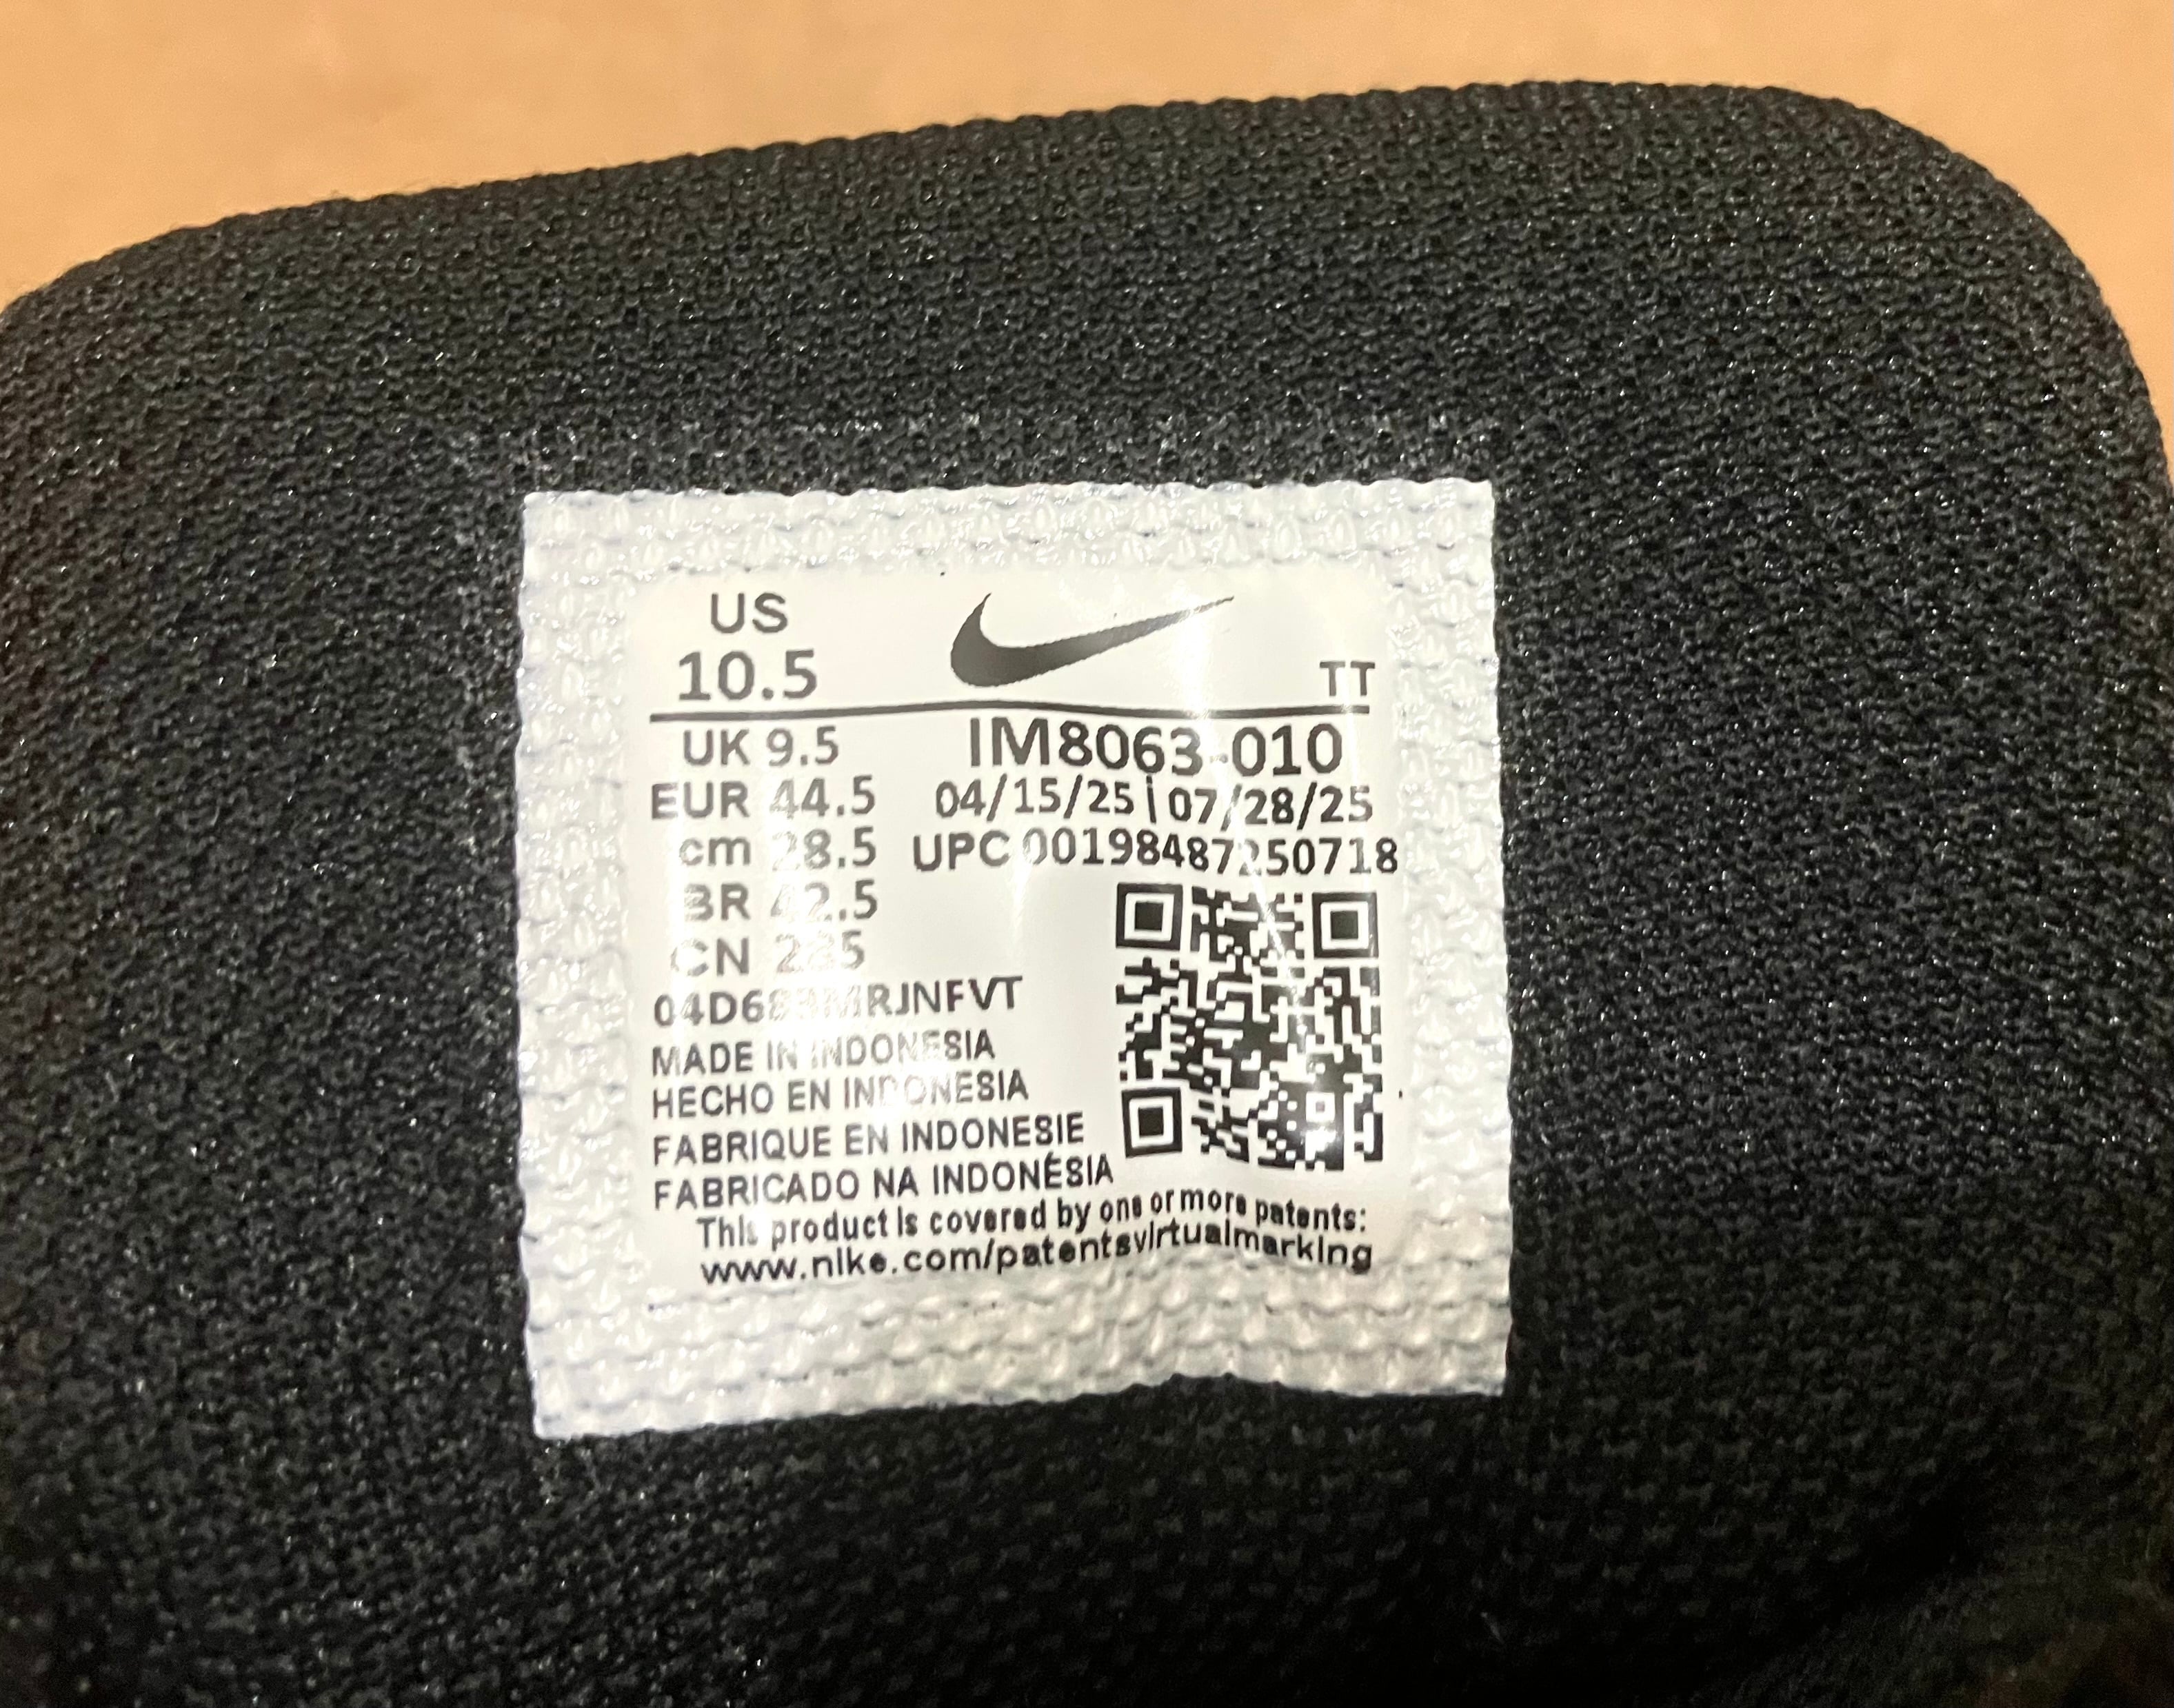 US
10.5
TT
UK 9.5
IM8063-010
EUR 44.5
04/15/25 | 07/28/25
cm 28.5
UPC 00198487250718
BR 42.5
CN
MADE IN INDONESIA
HECHO EN INDONESIA
FABRIQUE EN INDONESIE
FABRICADO NA INDONÉSIA
This product is covered by one or more patents:
www.nike.com/patentsvirtualmarking